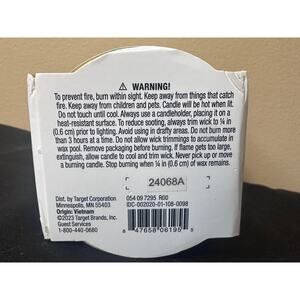 ⚠ WARNING!
To prevent fire, burn within sight. Keep away from things that catch
fire. Keep away from children and pets. Candle will be hot when lit.
Do not touch until cool. Always use a candleholder, placing it on a
heat-resistant surface. To reduce sooting, always trim wick to ¼ in
(0.6 cm) prior to lighting. Avoid using in drafty areas. Do not burn more
than 3 hours at a time. Do not allow wick trimmings to accumulate in
wax pool. Remove packaging before burning. If flame gets too large,
extinguish, allow candle to cool and trim wick. Never pick up or move
a burning candle. Stop burning when ¼ in (0.6 cm) of wax remains.
24068A
Dist. by Target Corporation
Minneapolis, MN 55403
Origin: Vietnam
©2023 Target Brands, Inc.
Guest Services
1-800-440-0680
054 09 7295 R00
IDC-002020-01-108-0098
8 47658 06195 5